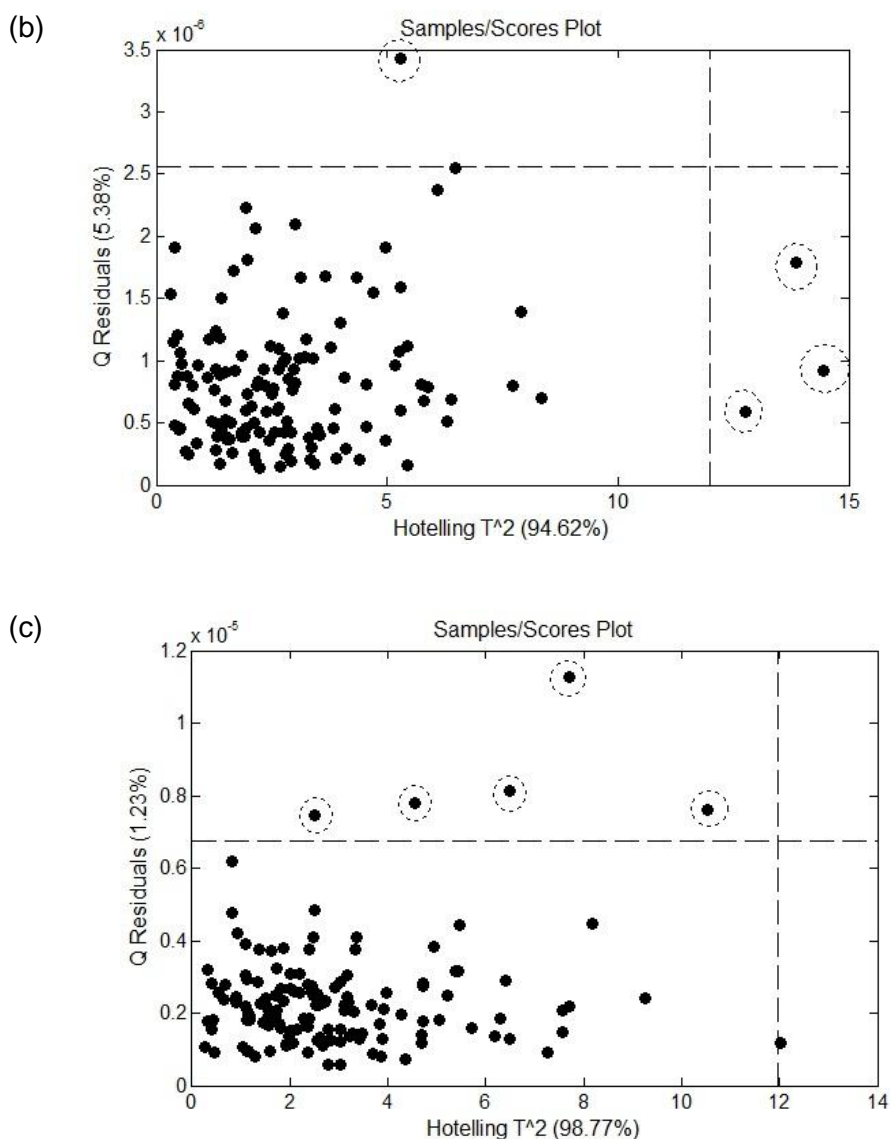 (b)
x 10^-6
Samples/Scores Plot
3.5
3
2.5
2
1.5
1
0.5
0
Q Residuals (5.38%)
0 5 10 15
Hotelling T^2 (94.62%)
(c)
x 10^-5
Samples/Scores Plot
1.2
1
0.8
0.6
0.4
0.2
0
Q Residuals (1.23%)
0 2 4 6 8 10 12 14
Hotelling T^2 (98.77%)